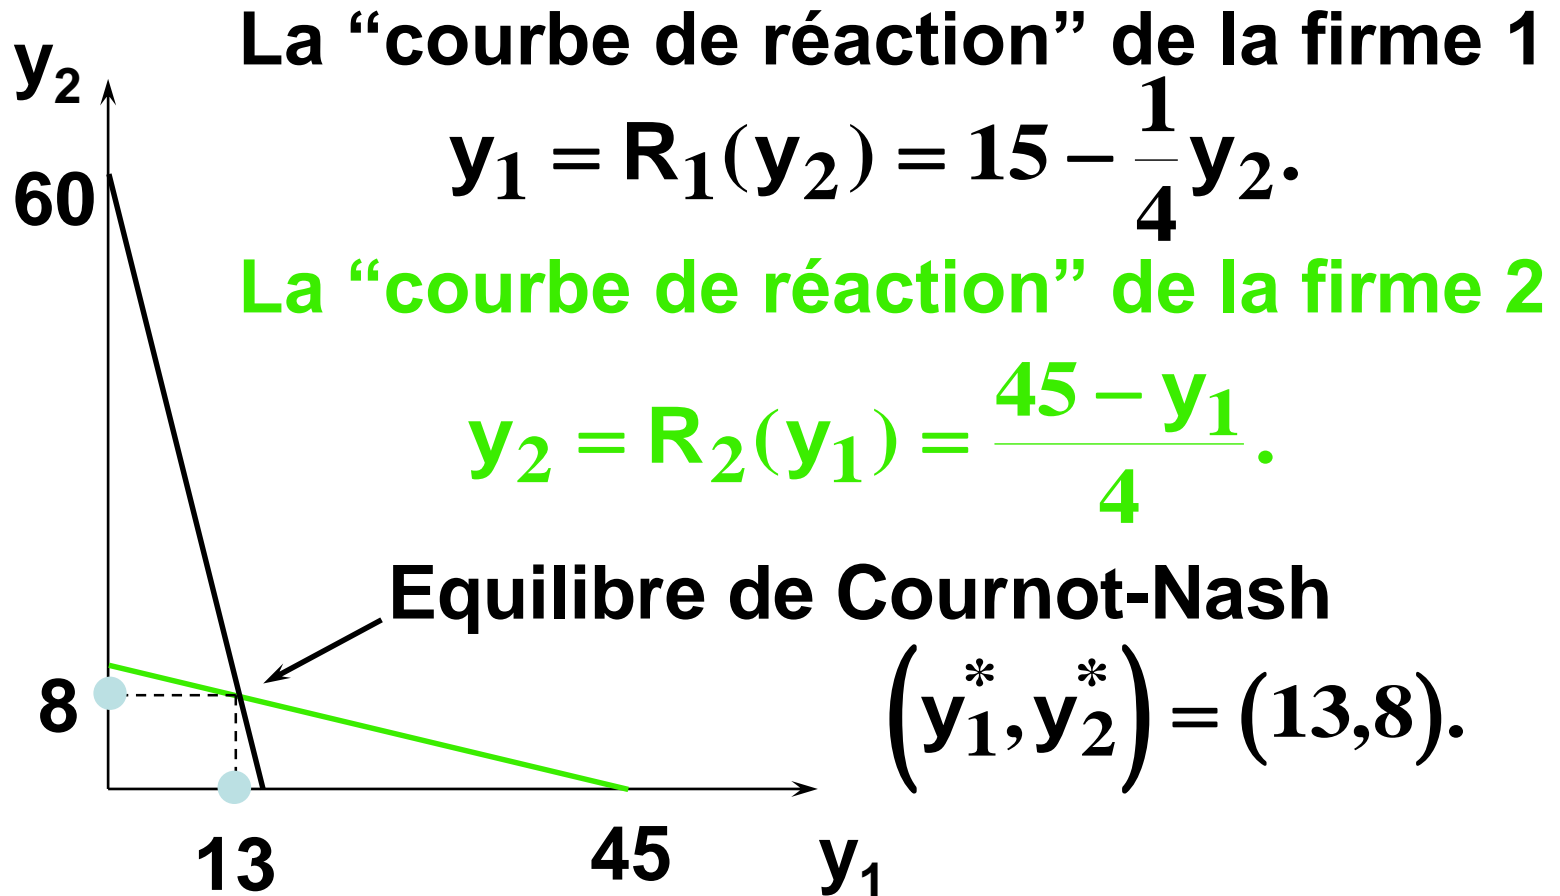 La “courbe de réaction” de la firme 1
y₂
y₁ = R₁(y₂) = 15 − 1/4 y₂.
60
La “courbe de réaction” de la firme 2
y₂ = R₂(y₁) = (45 − y₁)/4.
Equilibre de Cournot-Nash
(y₁*, y₂*) = (13,8).
8
13
45
y₁